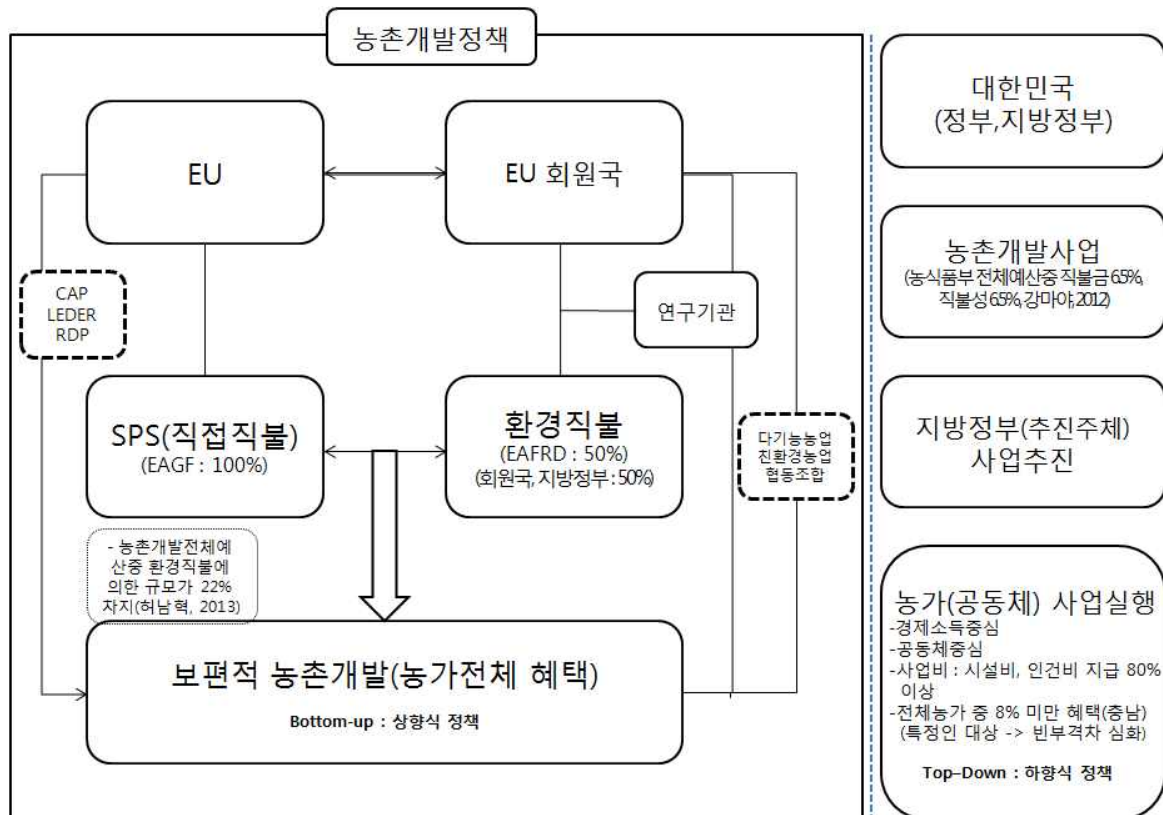 농촌개발정책
EU
EU 회원국
CAP
LEDER
RDP
연구기관
SPS(직접직불)
(EAGF : 100%)
환경직불
(EAFRD : 50%)
(회원국, 지방정부 : 50%)
다기능농업
친환경농업
협동조합
- 농촌개발전체예
산중 환경직불에
의한 규모가 22%
차지(허남혁, 2013)
보편적 농촌개발(농가전체 혜택)
Bottom-up : 상향식 정책
대한민국
(정부,지방정부)
농촌개발사업
(농식품부 전체예산중 직불금 6.5%,
직불성 6.5%, 강마야, 2012)
지방정부(추진주체)
사업추진
농가(공동체) 사업실행
-경제소득중심
-공동체중심
-사업비 : 시설비, 인건비 지급 80%
이상
-전체농가 중 8% 미만 혜택(충남)
(특정인 대상 -> 빈부격차 심화)
Top-Down : 하향식 정책